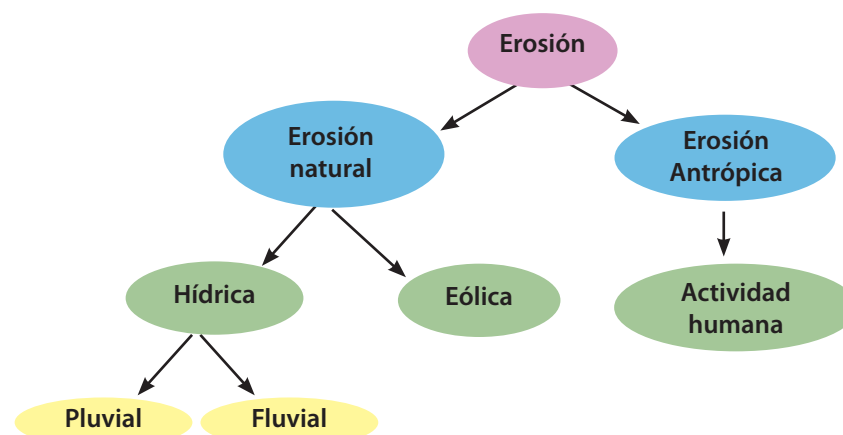 Erosión
Erosión
natural
Erosión
Antrópica
Hídrica
Eólica
Actividad
humana
Pluvial
Fluvial